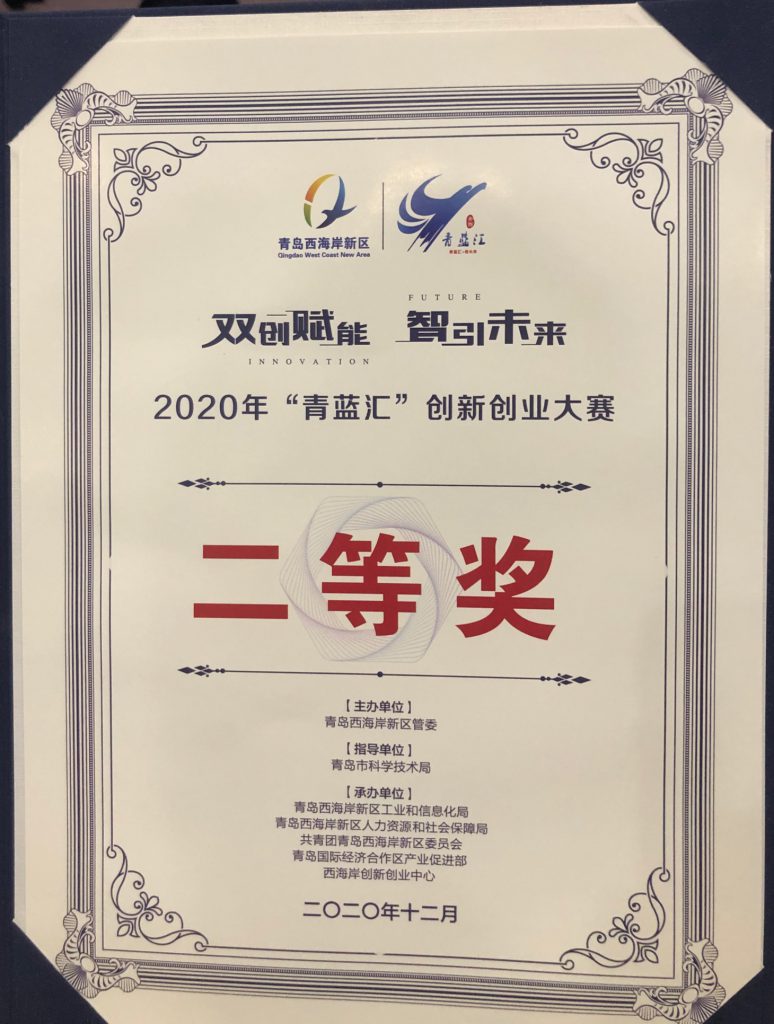 青岛西海岸新区
Qingdao West Coast New Area
青蓝汇
FUTURE
双创赋能 智引未来
INNOVATION
2020年“青蓝汇”创新创业大赛
二等奖
【主办单位】
青岛西海岸新区管委
【指导单位】
青岛市科学技术局
【承办单位】
青岛西海岸新区工业和信息化局
青岛西海岸新区人力资源和社会保障局
共青团青岛西海岸新区委员会
青岛国际经济合作区产业促进部
西海岸创新创业中心
二〇二〇年十二月